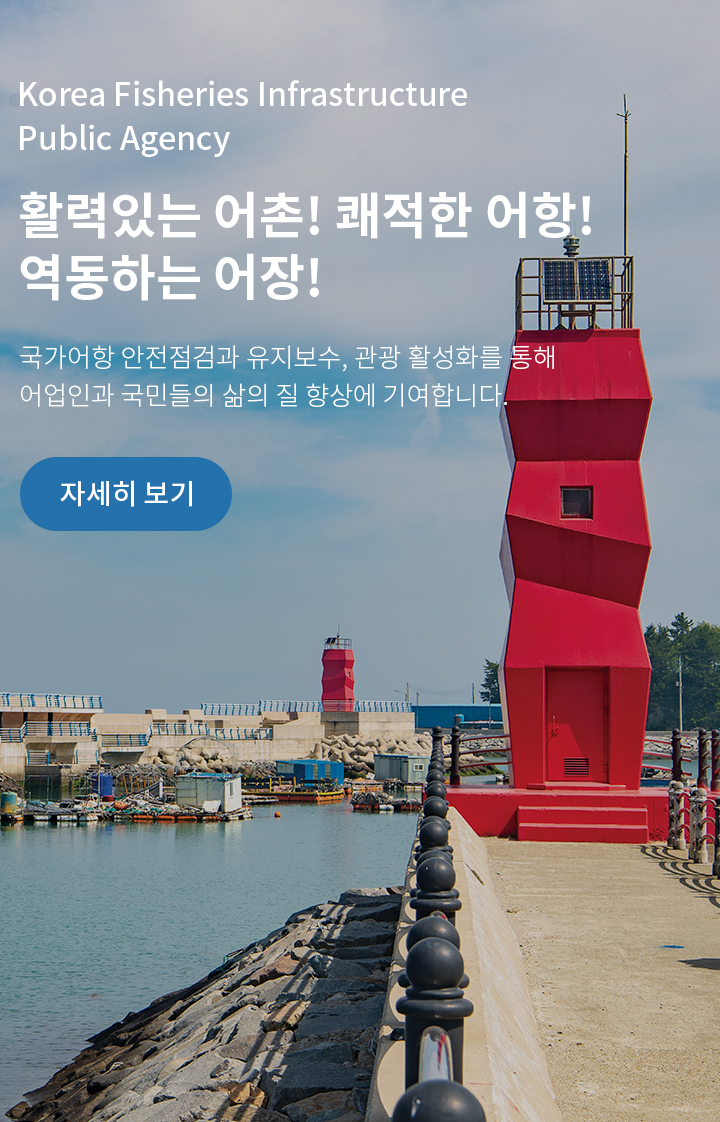 Korea Fisheries Infrastructure
Public Agency
활력있는 어촌! 쾌적한 어항!
역동하는 어장!
국가어항 안전점검과 유지보수, 관광 활성화를 통해
어업인과 국민들의 삶의 질 향상에 기여합니다.
자세히 보기